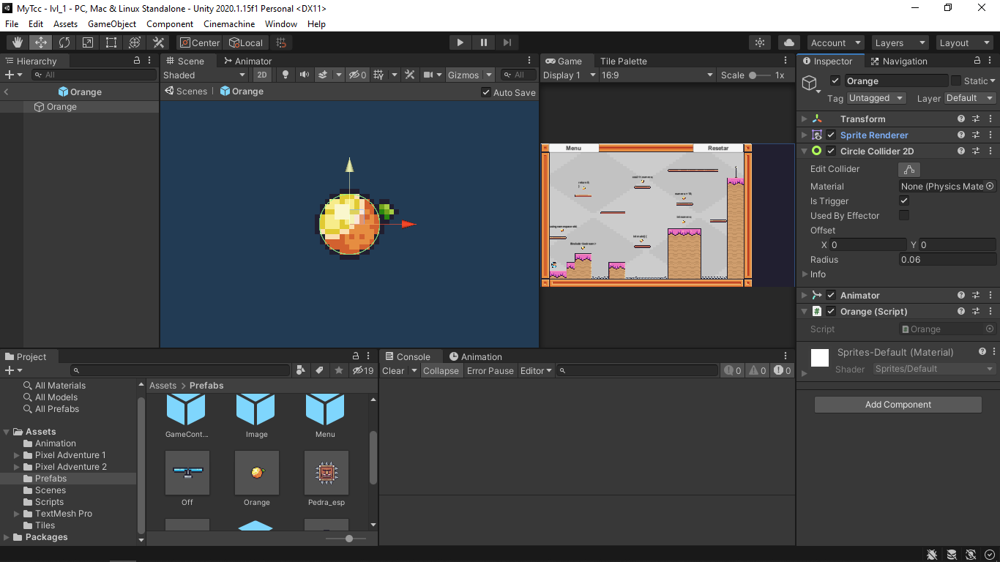 MyTcc - lvl_1 - PC, Mac & Linux Standalone - Unity 2020.1.15f1 Personal <DX11>
File Edit Assets GameObject Component Cinemachine Window Help
Center Local Account Layers Layout
Hierarchy
All
Orange
Orange
Scene Animator
Shaded 2D 0 Gizmos All
Scenes Orange Auto Save
Game Tile Palette
Display 1 16:9 Scale 1x
Menu Resetar
Inspector Navigation
Orange Static
Tag Untagged Layer Default
Transform
Sprite Renderer
Circle Collider 2D
Edit Collider
Material None (Physics Mate
Is Trigger
Used By Effector
Offset
X 0 Y 0
Radius 0.06
Info
Animator
Orange (Script)
Script Orange
Sprites-Default (Material)
Shader Sprites/Default
Add Component
Project
19
All Materials
All Models
All Prefabs
Assets
Animation
Pixel Adventure 1
Pixel Adventure 2
Prefabs
Scenes
Scripts
TextMesh Pro
Tiles
Packages
Assets > Prefabs
GameCont... Image Menu
Off Orange Pedra_esp
Console Animation
Clear Collapse Error Pause Editor 0 0 0